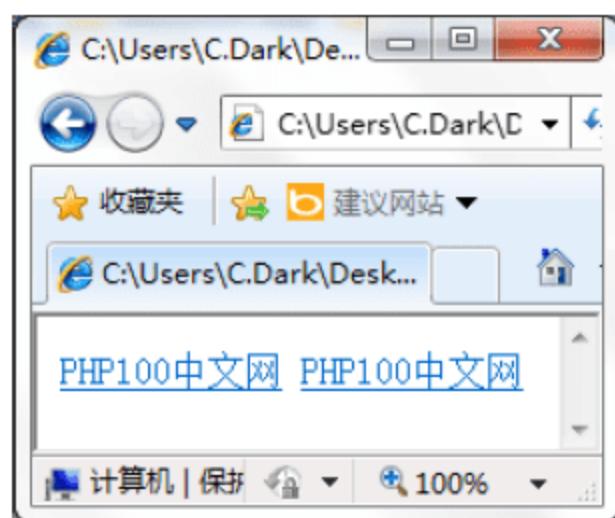 C:\Users\C.Dark\De...
C:\Users\C.Dark\D
收藏夹 建议网站
C:\Users\C.Dark\Desk...
PHP100中文网 PHP100中文网
计算机 | 保护 100%